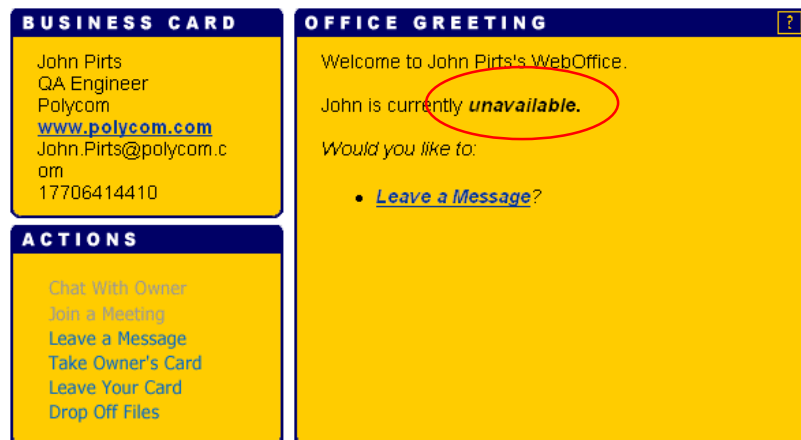 BUSINESS CARD
John Pirts
QA Engineer
Polycom
www.polycom.com
John.Pirts@polycom.c
om
17706414410
ACTIONS
Chat With Owner
Join a Meeting
Leave a Message
Take Owner's Card
Leave Your Card
Drop Off Files
OFFICE GREETING ?
Welcome to John Pirts's WebOffice.
John is currently unavailable.
Would you like to:
• Leave a Message?